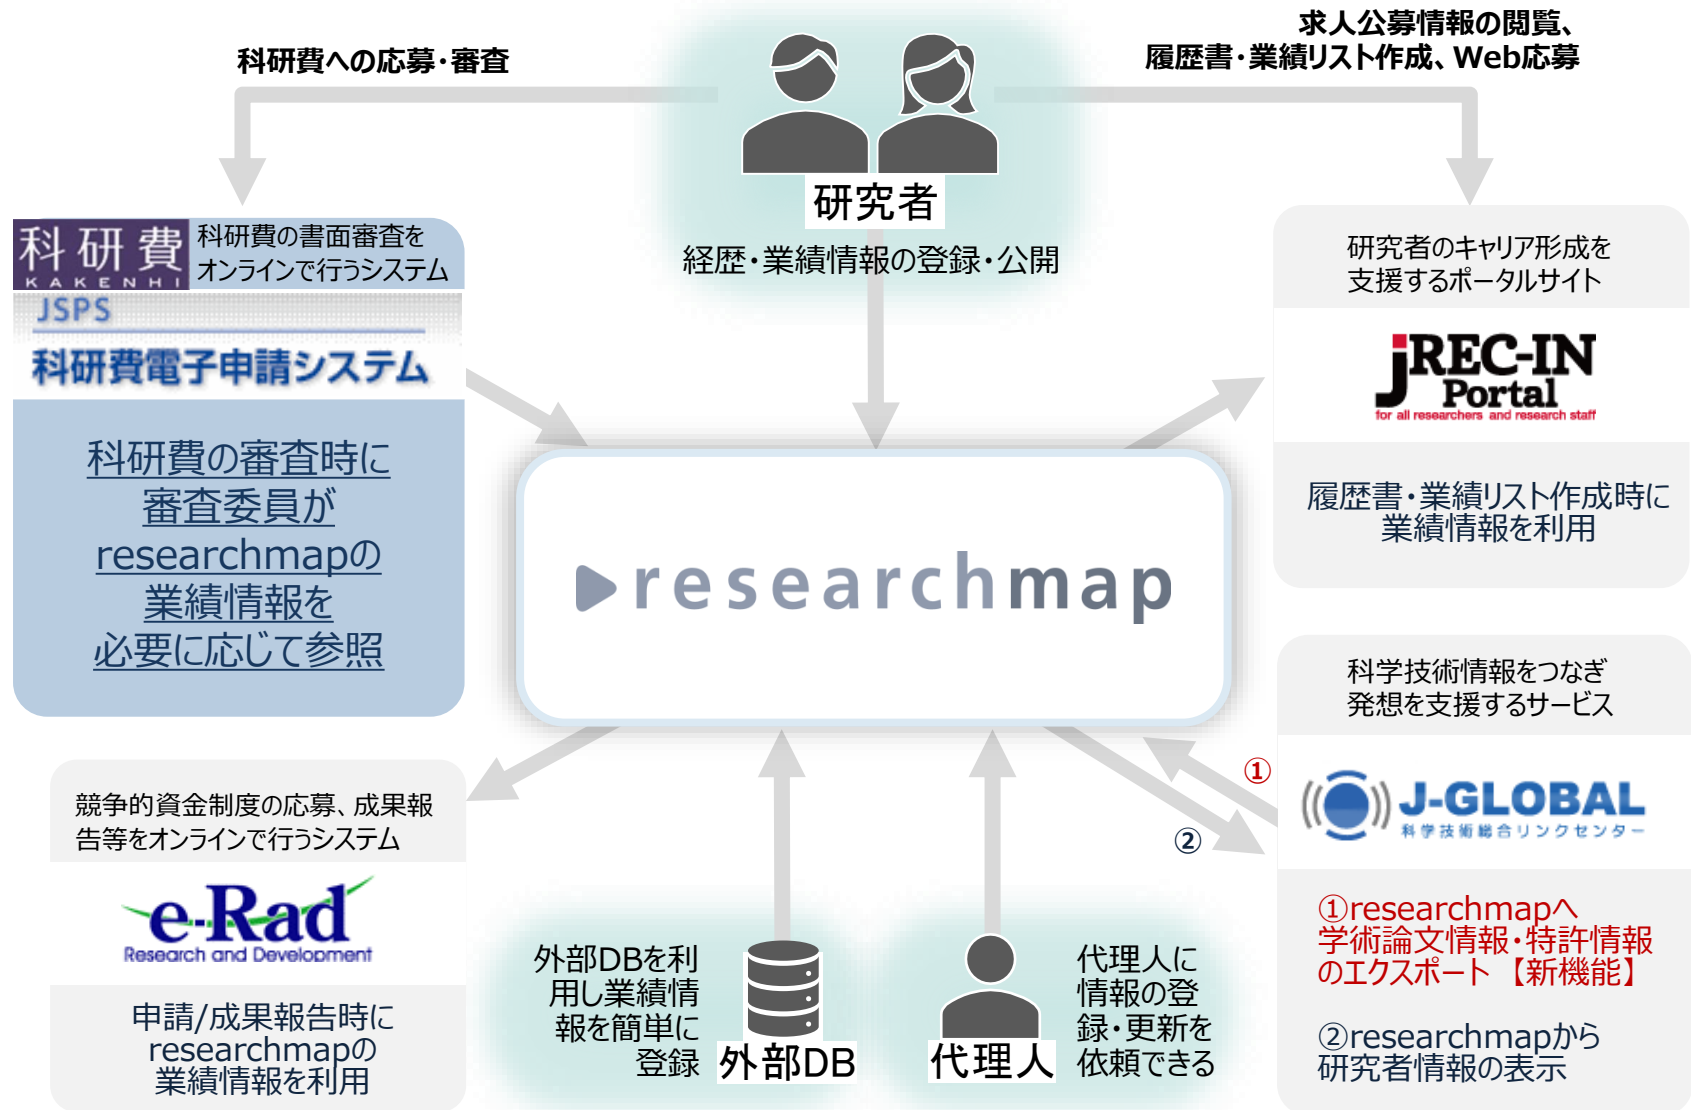 科研費への応募・審査
求人公募情報の閲覧、
履歴書・業績リスト作成、Web応募
研究者
経歴・業績情報の登録・公開
科研費
KAKENHI
科研費の書面審査を
オンラインで行うシステム
JSPS
科研費電子申請システム
科研費の審査時に
審査委員が
researchmapの
業績情報を
必要に応じて参照
研究者のキャリア形成を
支援するポータルサイト
jREC-IN
Portal
for all researchers and research staff
履歴書・業績リスト作成時に
業績情報を利用
researchmap
科学技術情報をつなぎ
発想を支援するサービス
①
②
J-GLOBAL
科学技術総合リンクセンター
①researchmapへ
学術論文情報・特許情報
のエクスポート【新機能】
②researchmapから
研究者情報の表示
競争的資金制度の応募、成果報
告等をオンラインで行うシステム
e-Rad
Research and Development
申請/成果報告時に
researchmapの
業績情報を利用
外部DBを利
用し業績情
報を簡単に
登録
外部DB
代理人
代理人に
情報の登
録・更新を
依頼できる